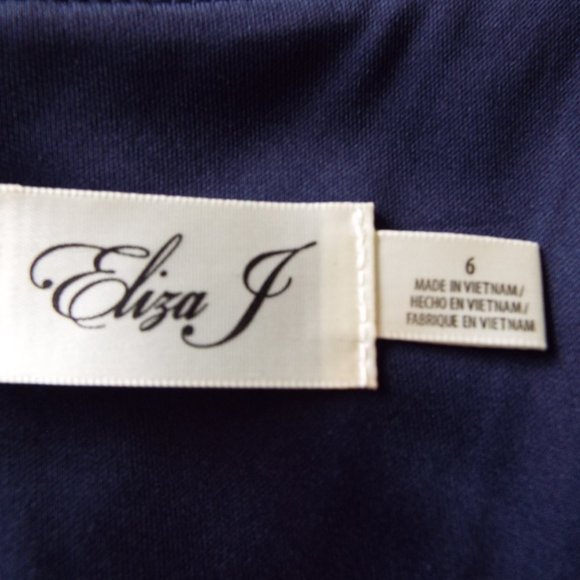 Eliza J
6
MADE IN VIETNAM/
HECHO EN VIETNAM/
FABRIQUE EN VIETNAM